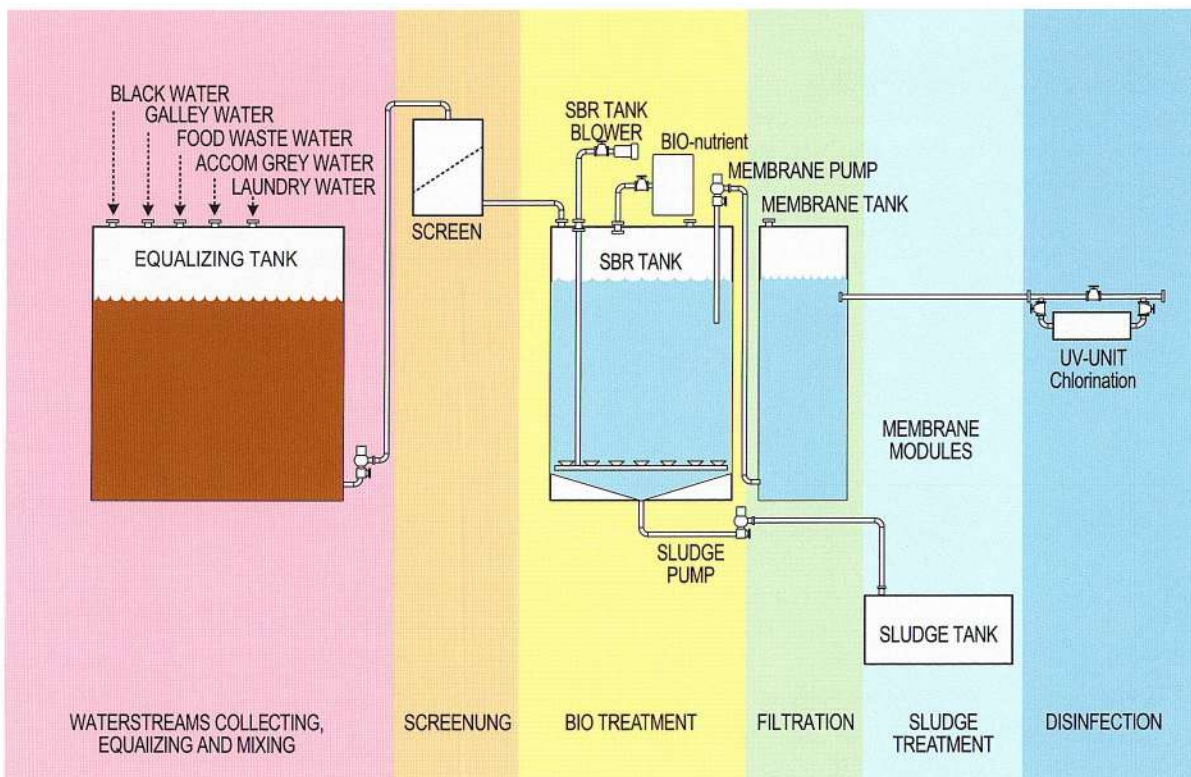 BLACK WATER
GALLEY WATER
FOOD WASTE WATER
ACCOM GREY WATER
LAUNDRY WATER
EQUALIZING TANK
SCREEN
SBR TANK
BLOWER
BIO-nutrient
SBR TANK
MEMBRANE PUMP
MEMBRANE TANK
UV-UNIT
Chlorination
MEMBRANE
MODULES
SLUDGE
PUMP
SLUDGE TANK
WATERSTREAMS COLLECTING,
EQUAIIZING AND MIXING
SCREENUNG
BIO TREATMENT
FILTRATION
SLUDGE
TREATMENT
DISINFECTION